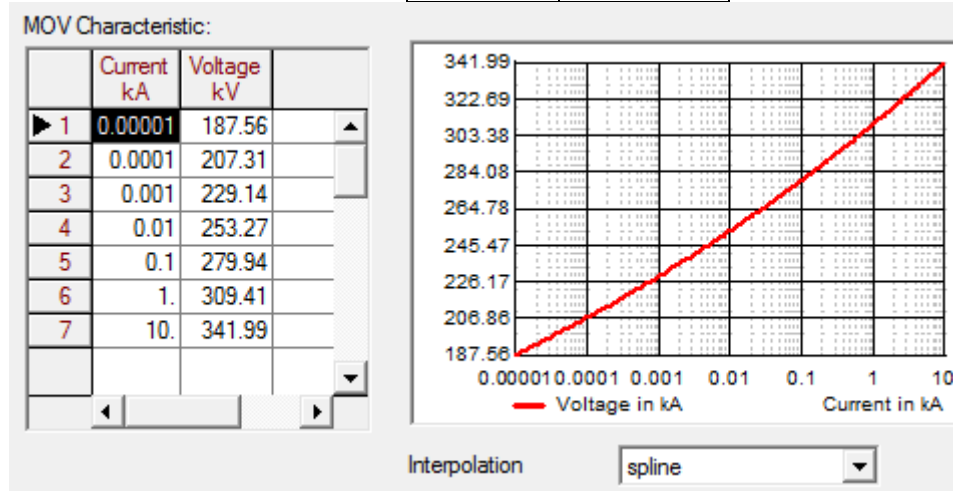 MOV Characteristic:
Current kA Voltage kV
1 0.00001 187.56
2 0.0001 207.31
3 0.001 229.14
4 0.01 253.27
5 0.1 279.94
6 1. 309.41
7 10. 341.99
341.99
322.69
303.38
284.08
264.78
245.47
226.17
206.86
187.56
0.00001 0.0001 0.001 0.01 0.1 1 10
Voltage in kA Current in kA
Interpolation spline